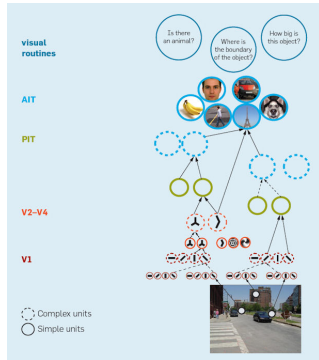 Is there
an animal?
Where is
the boundary
of the object?
How big is
this object?
visual
routines
AIT
PIT
V2–V4
V1
Complex units
Simple units